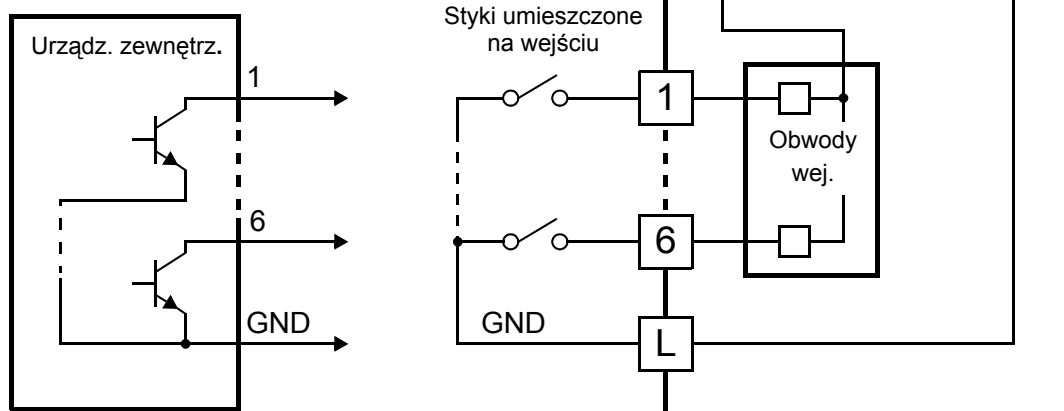 Urządz. zewnętrz.
1
6
GND
Styki umieszczone
na wejściu
1
Obwody
wej.
6
GND
L